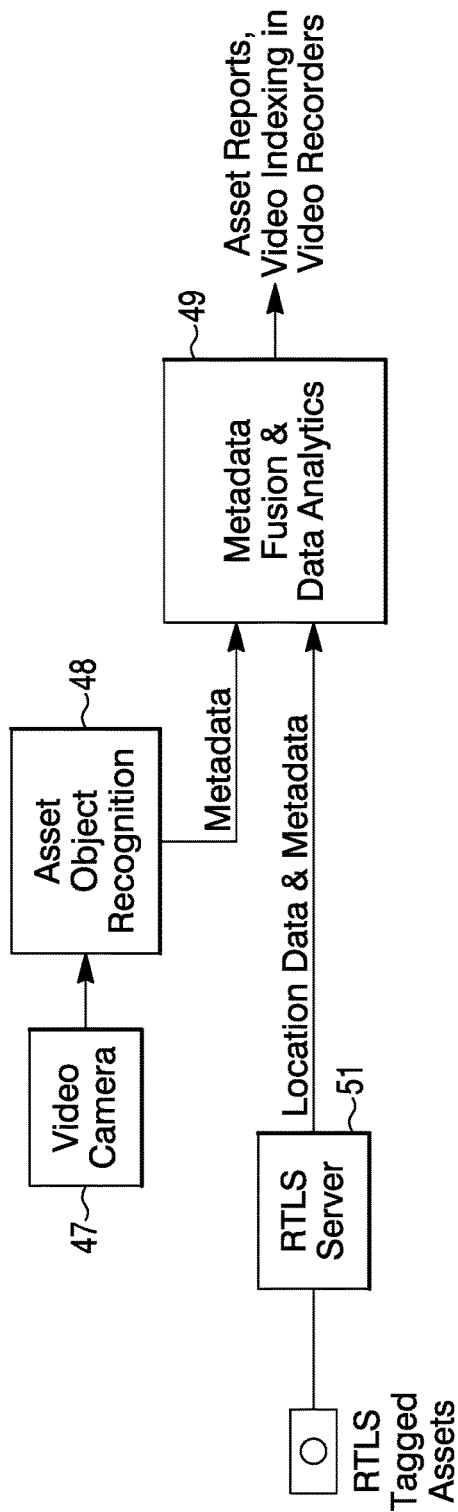 47
Video
Camera
48
Asset
Object
Recognition
Metadata
49
Metadata
Fusion &
Data Analytics
Asset Reports,
Video Indexing in
Video Recorders
RTLS
Tagged
Assets
RTLS
Server
51
Location Data & Metadata